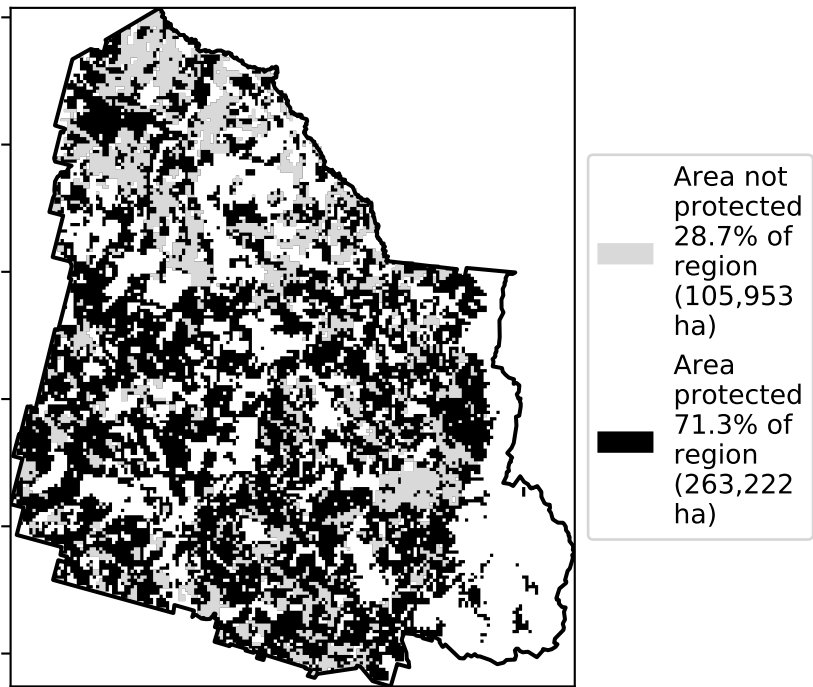 Area not
protected
28.7% of
region
(105,953
ha)
Area
protected
71.3% of
region
(263,222
ha)